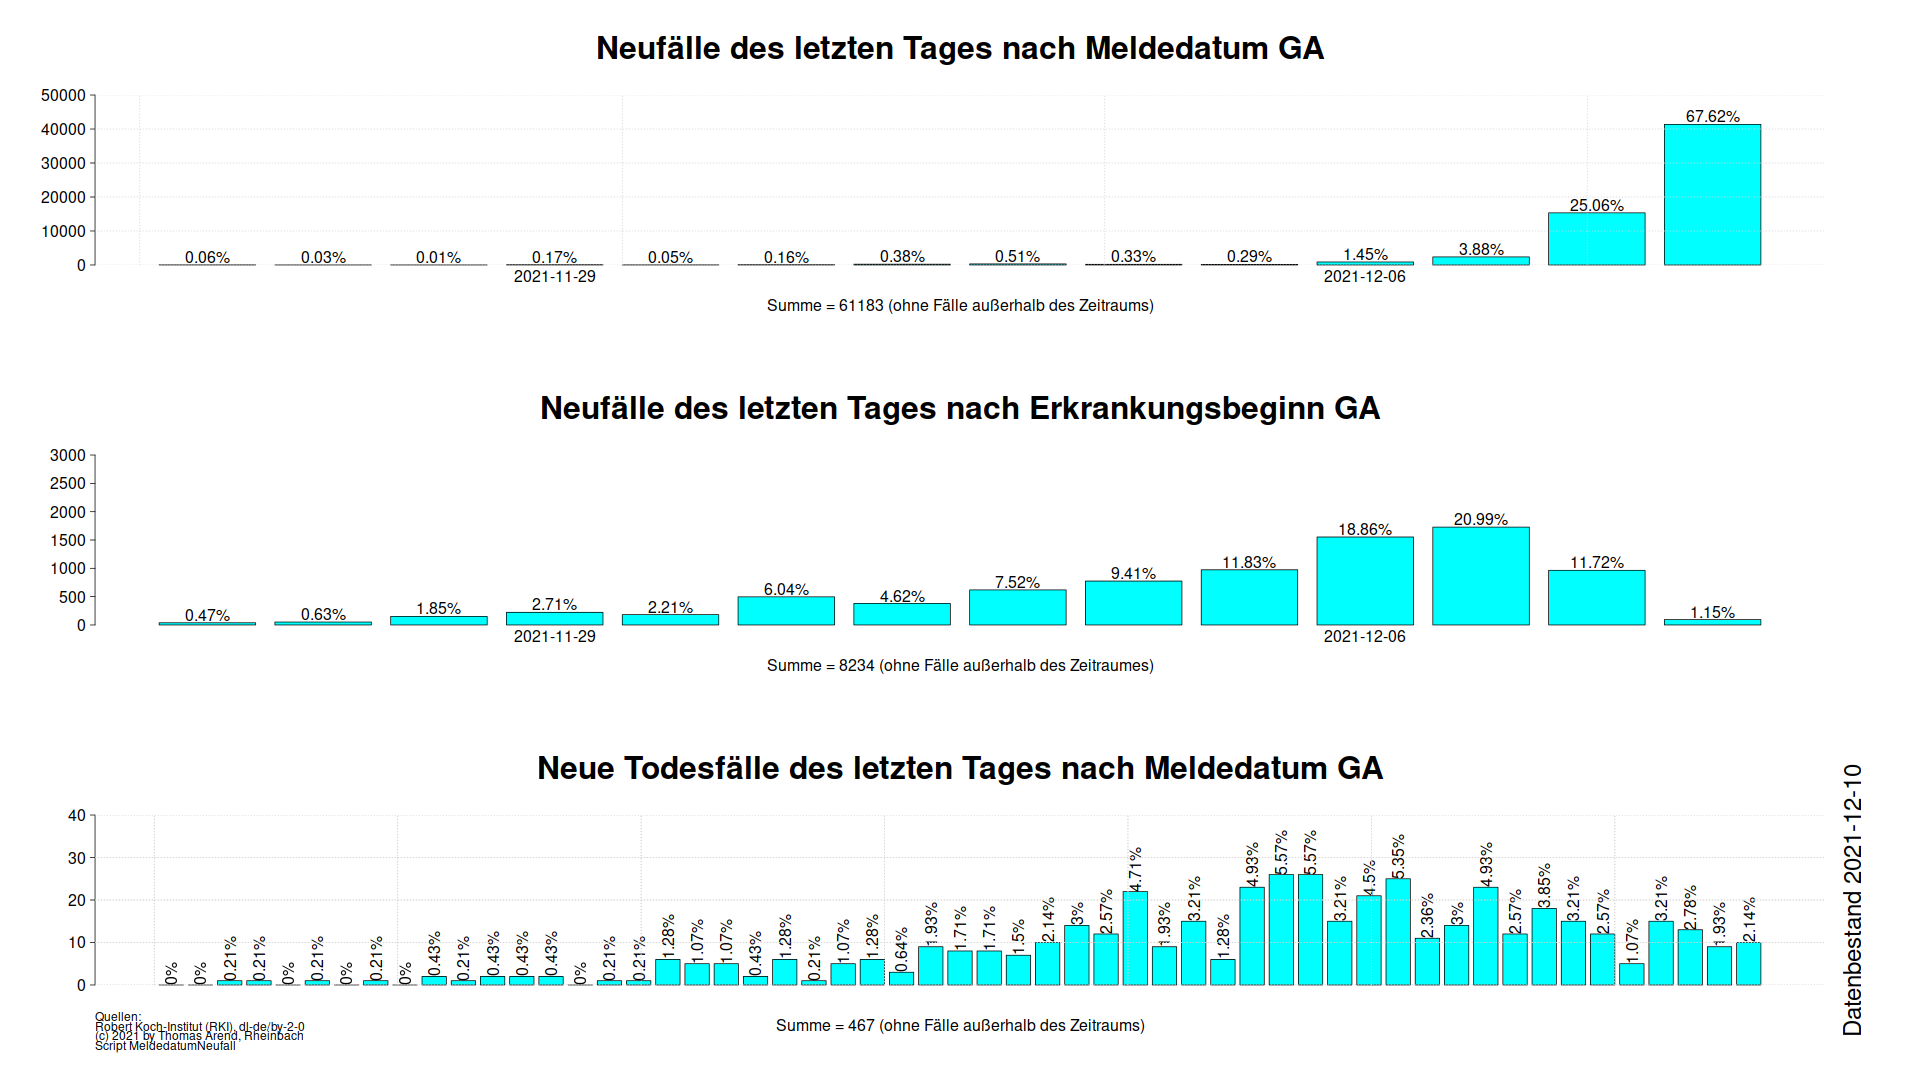 Neufälle des letzten Tages nach Meldedatum GA
50000
40000
30000
20000
10000
0
0.06% 0.03% 0.01% 0.17% 0.05% 0.16% 0.38% 0.51% 0.33% 0.29% 1.45% 3.88% 25.06% 67.62%
2021-11-29 2021-12-06
Summe = 61183 (ohne Fälle außerhalb des Zeitraums)
Neufälle des letzten Tages nach Erkrankungsbeginn GA
3000
2500
2000
1500
1000
500
0
0.47% 0.63% 1.85% 2.71% 2.21% 6.04% 4.62% 7.52% 9.41% 11.83% 18.86% 20.99% 11.72% 1.15%
2021-11-29 2021-12-06
Summe = 8234 (ohne Fälle außerhalb des Zeitraumes)
Neue Todesfälle des letzten Tages nach Meldedatum GA
40
30
20
10
0
0% 0% 0.21% 0.21% 0% 0.21% 0% 0.21% 0% 0.43% 0.21% 0.43% 0.43% 0.43% 0% 0.21% 0.21% 1.28% 1.07% 1.07% 0.43% 1.28% 0.21% 1.07% 1.28% 0.64% 1.93% 1.71% 1.71% 1.5% 2.14% 3% 2.57% 4.71% 1.93% 3.21% 1.28% 4.93% 5.57% 5.57% 3.21% 4.5% 5.35% 2.36% 3% 4.93% 2.57% 3.85% 3.21% 2.57% 1.07% 3.21% 2.78% 1.93% 2.14%
Summe = 467 (ohne Fälle außerhalb des Zeitraums)
Quellen:
Robert Koch-Institut (RKI), dl-de/by-2-0
(c) 2021 by Thomas Arend, Rheinbach
Script MeldedatumNeufall
Datenbestand 2021-12-10